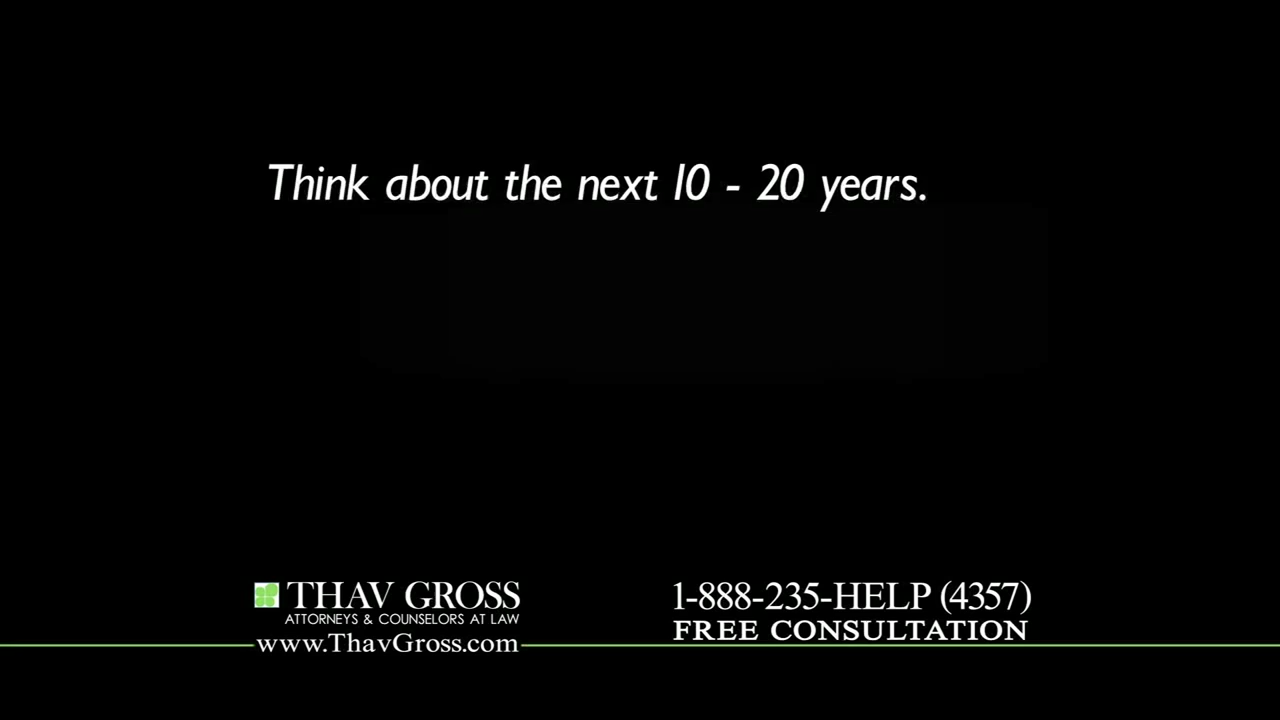 Think about the next 10 - 20 years.
THAV GROSS
ATTORNEYS & COUNSELORS AT LAW
www.ThavGross.com
1-888-235-HELP (4357)
FREE CONSULTATION